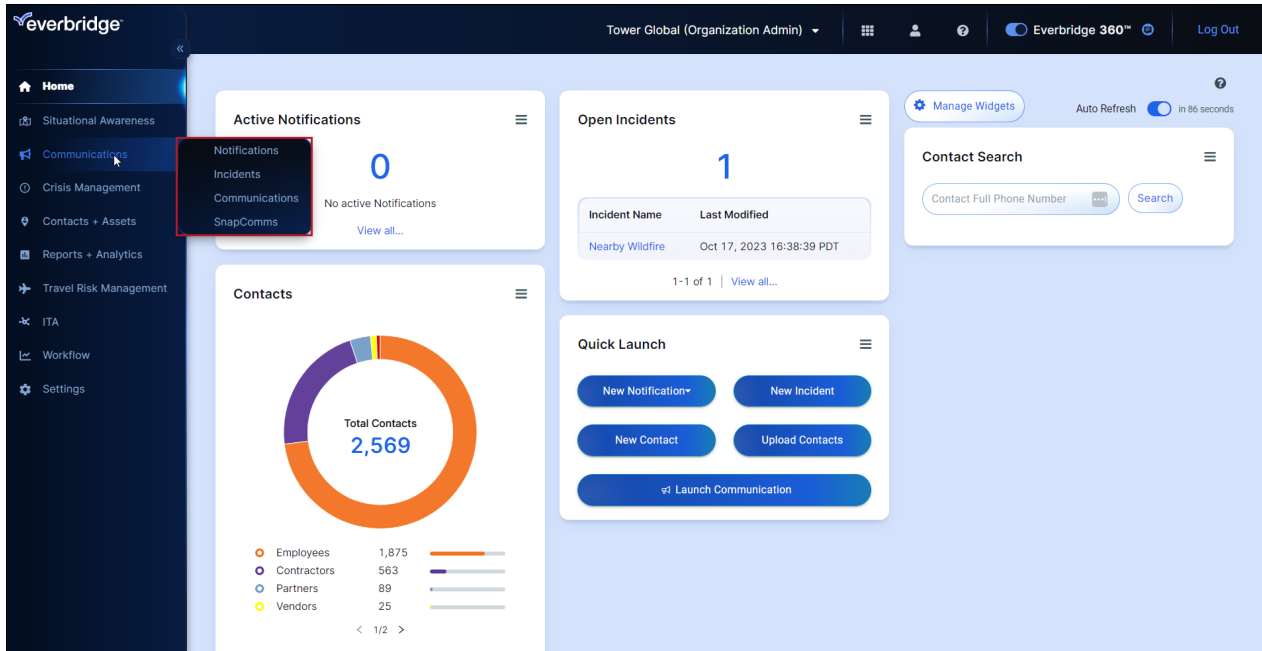 everbridge™
Tower Global (Organization Admin)
Everbridge 360™
Log Out
«
Home
Situational Awareness
Communications
Crisis Management
Contacts + Assets
Reports + Analytics
Travel Risk Management
ITA
Workflow
Settings
Notifications
Incidents
Communications
SnapComms
Active Notifications
0
No active Notifications
View all...
Contacts
Total Contacts
2,569
Employees 1,875
Contractors 563
Partners 89
Vendors 25
< 1/2 >
Open Incidents
1
Incident Name Last Modified
Nearby Wildfire Oct 17, 2023 16:38:39 PDT
1-1 of 1 | View all...
Quick Launch
New Notification New Incident
New Contact Upload Contacts
Launch Communication
Manage Widgets
Auto Refresh in 86 seconds
Contact Search
Contact Full Phone Number Search